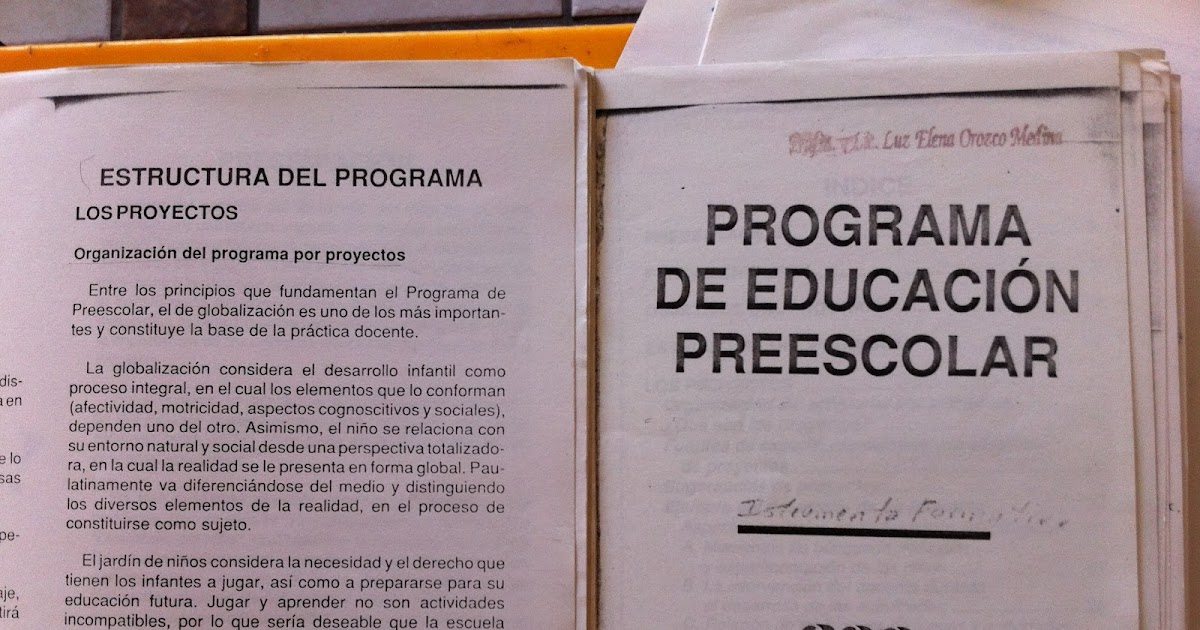 ESTRUCTURA DEL PROGRAMA
LOS PROYECTOS
Organización del programa por proyectos
Entre los principios que fundamentan el Programa de
Preescolar, el de globalización es uno de los más importan-
tes y constituye la base de la práctica docente.
La globalización considera el desarrollo infantil como
proceso integral, en el cual los elementos que lo conforman
(afectividad, motricidad, aspectos cognoscitivos y sociales),
dependen uno del otro. Asimismo, el niño se relaciona con
su entorno natural y social desde una perspectiva totalizado-
ra, en la cual la realidad se le presenta en forma global. Pau-
latinamente va diferenciándose del medio y distinguiendo
los diversos elementos de la realidad, en el proceso de
constituirse como sujeto.
El jardín de niños considera la necesidad y el derecho que
tienen los infantes a jugar, así como a prepararse para su
educación futura. Jugar y aprender no son actividades
incompatibles, por lo que sería deseable que la escuela
dis-
a en
e lo
sas
pe-
aje,
tirá
Luz Elena Orozco Medina
PROGRAMA
DE EDUCACIÓN
PREESCOLAR